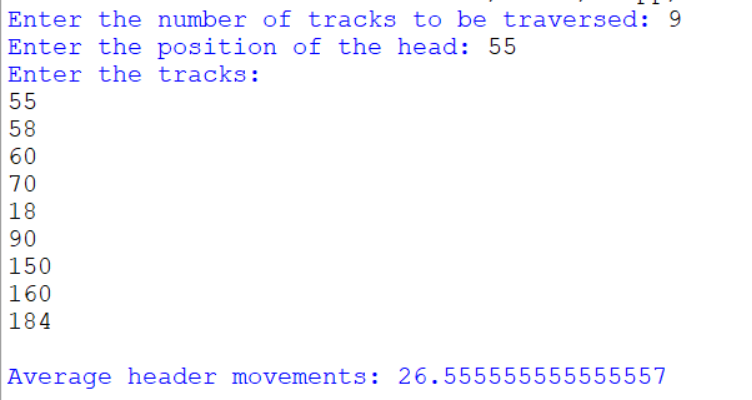 Enter the number of tracks to be traversed: 9
Enter the position of the head: 55
Enter the tracks:
55
58
60
70
18
90
150
160
184
Average header movements: 26.555555555555557